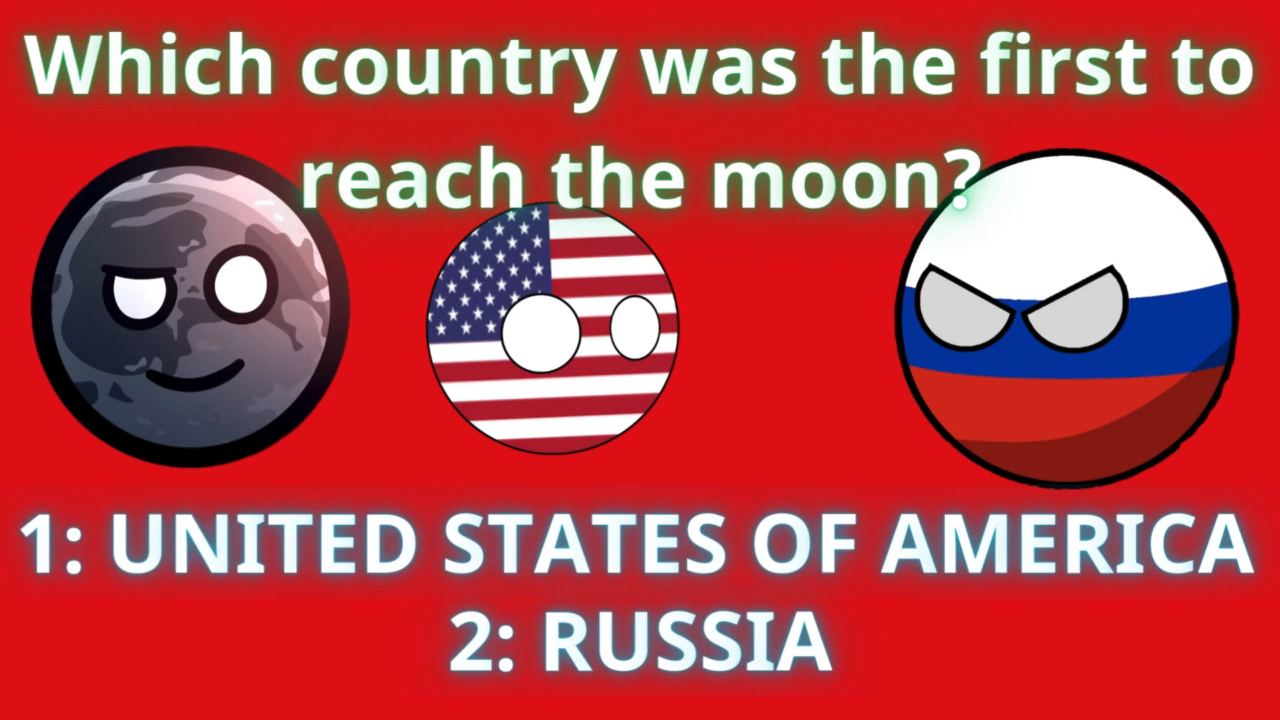 Which country was the first to
reach the moon?
1: UNITED STATES OF AMERICA
2: RUSSIA